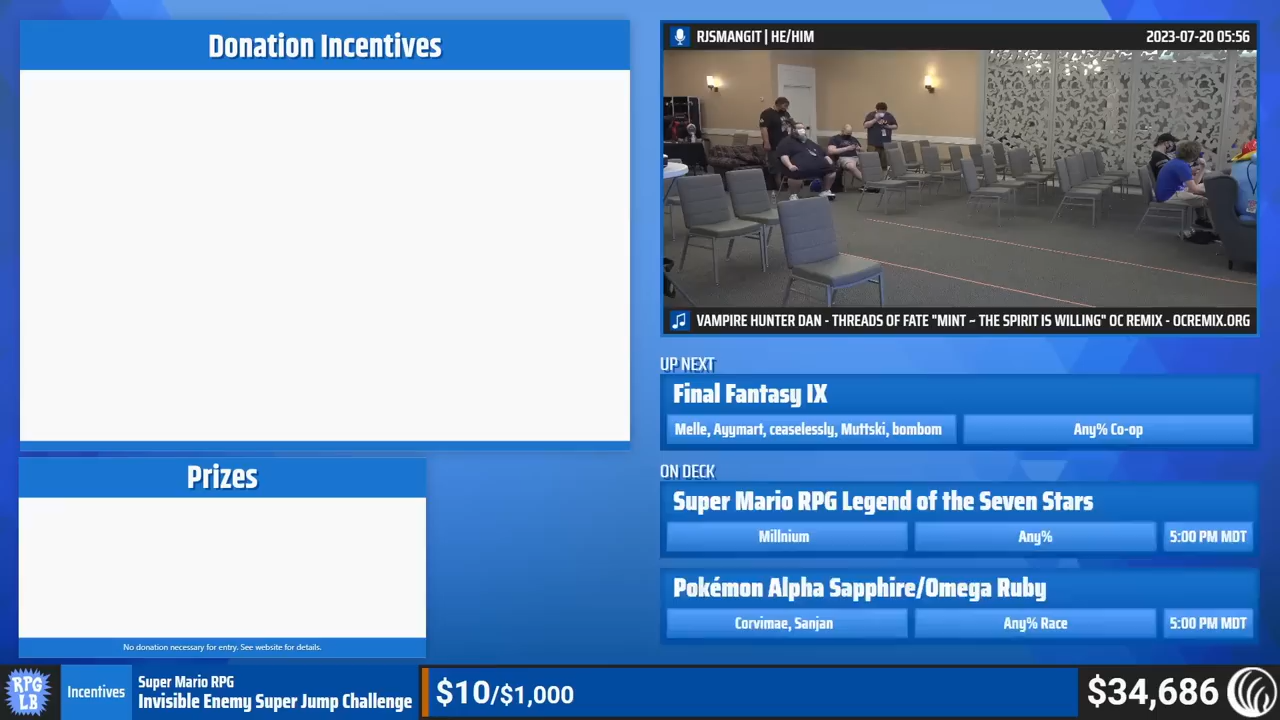 Donation Incentives
RJSMANGIT | HE/HIM
2023-07-20 05:56
VAMPIRE HUNTER DAN - THREADS OF FATE "MINT ~ THE SPIRIT IS WILLING" OC REMIX - OCREMIX.ORG
UP NEXT
Final Fantasy IX
Melle, Ayymart, ceaselessly, Muttski, bombom
Any% Co-op
ON DECK
Super Mario RPG Legend of the Seven Stars
Millnium
Any%
5:00 PM MDT
Pokémon Alpha Sapphire/Omega Ruby
Corvimae, Sanjan
Any% Race
5:00 PM MDT
Prizes
No donation necessary for entry. See website for details.
RPG
LB
Incentives
Super Mario RPG
Invisible Enemy Super Jump Challenge
$10/$1,000
$34,686